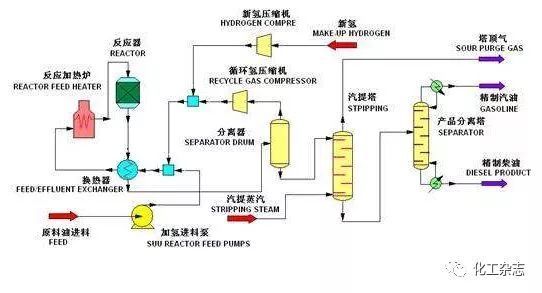 新氢压缩机
HYDROGEN COMPRE
新氢
MAKE-UP HYDROGEN
塔顶气
SOUR PURGE GAS
反应器
REACTOR
反应加热炉
REACTOR FEED HEATER
循环氢压缩机
RECYCLE GAS COMPRESSOR
汽提塔
STRIPPING
精制汽油
GASOLINE
产品分离塔
SEPARATOR
分离器
SEPARATOR DRUM
换热器
FEED/EFFLUENT EXCHANGER
精制柴油
DIESEL PRODUCT
汽提蒸汽
STRIPPING STEAM
原料油进料
FEED
加氢进料泵
SUU REACTOR FEED PUMPS
化工杂志